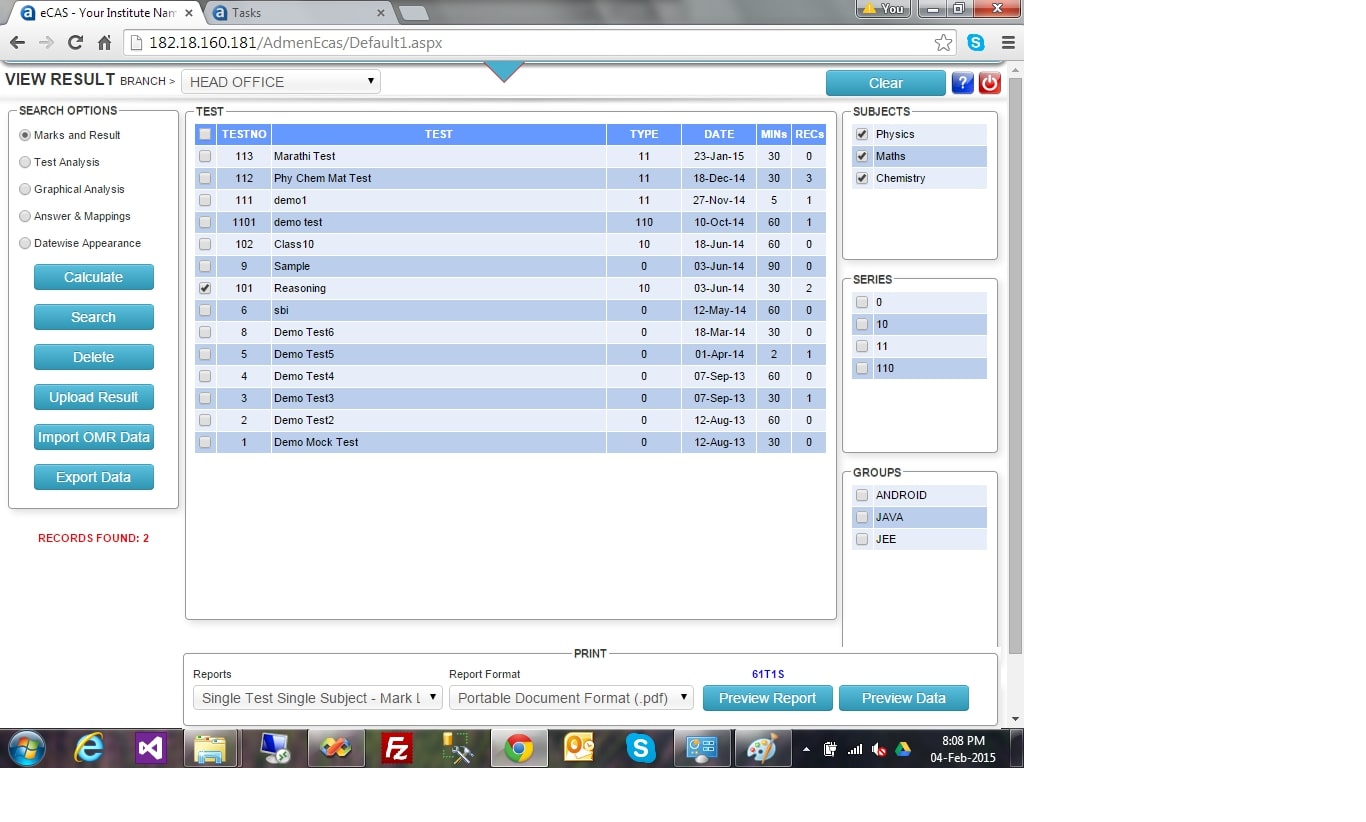 eCAS - Your Institute Nam
Tasks
You
182.18.160.181/AdmenEcas/Default1.aspx
VIEW RESULT BRANCH > HEAD OFFICE
Clear
?
SEARCH OPTIONS
Marks and Result
Test Analysis
Graphical Analysis
Answer & Mappings
Datewise Appearance
Calculate
Search
Delete
Upload Result
Import OMR Data
Export Data
RECORDS FOUND: 2
TEST
TESTNO TEST TYPE DATE MINs RECs
113 Marathi Test 11 23-Jan-15 30 0
112 Phy Chem Mat Test 11 18-Dec-14 30 3
111 demo1 11 27-Nov-14 5 1
1101 demo test 110 10-Oct-14 60 1
102 Class10 10 18-Jun-14 60 0
9 Sample 0 03-Jun-14 90 0
101 Reasoning 10 03-Jun-14 30 2
6 sbi 0 12-May-14 60 0
8 Demo Test6 0 18-Mar-14 30 0
5 Demo Test5 0 01-Apr-14 2 1
4 Demo Test4 0 07-Sep-13 60 0
3 Demo Test3 0 07-Sep-13 30 1
2 Demo Test2 0 12-Aug-13 60 0
1 Demo Mock Test 0 12-Aug-13 30 0
SUBJECTS
Physics
Maths
Chemistry
SERIES
0
10
11
110
GROUPS
ANDROID
JAVA
JEE
PRINT
Reports
Single Test Single Subject - Mark L
Report Format
Portable Document Format (.pdf)
61T1S
Preview Report
Preview Data
8:08 PM
04-Feb-2015